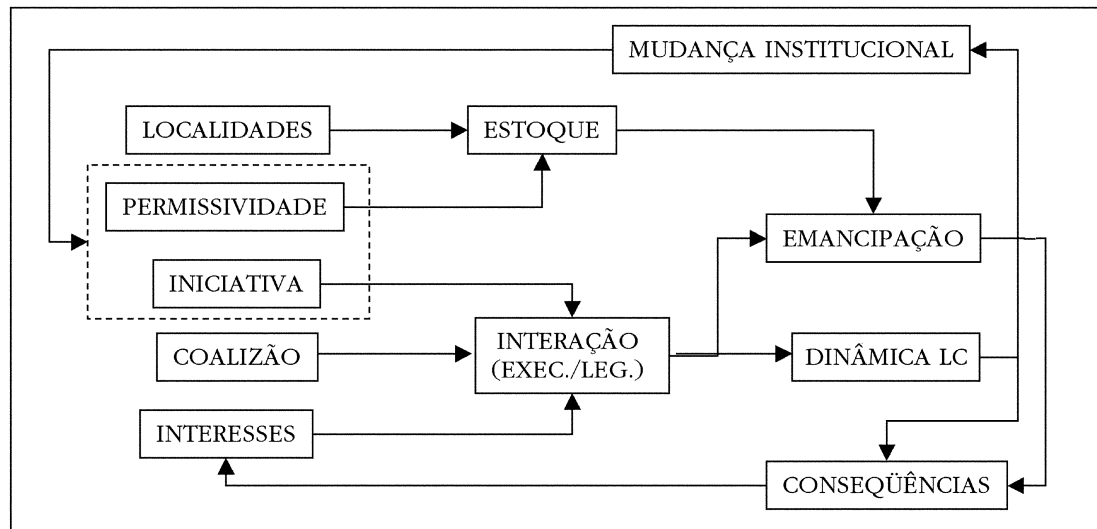 MUDANÇA INSTITUCIONAL
LOCALIDADES
ESTOQUE
PERMISSIVIDADE
EMANCIPAÇÃO
INICIATIVA
INTERAÇÃO
(EXEC./LEG.)
COALIZÃO
DINÂMICA LC
INTERESSES
CONSEQÜÊNCIAS